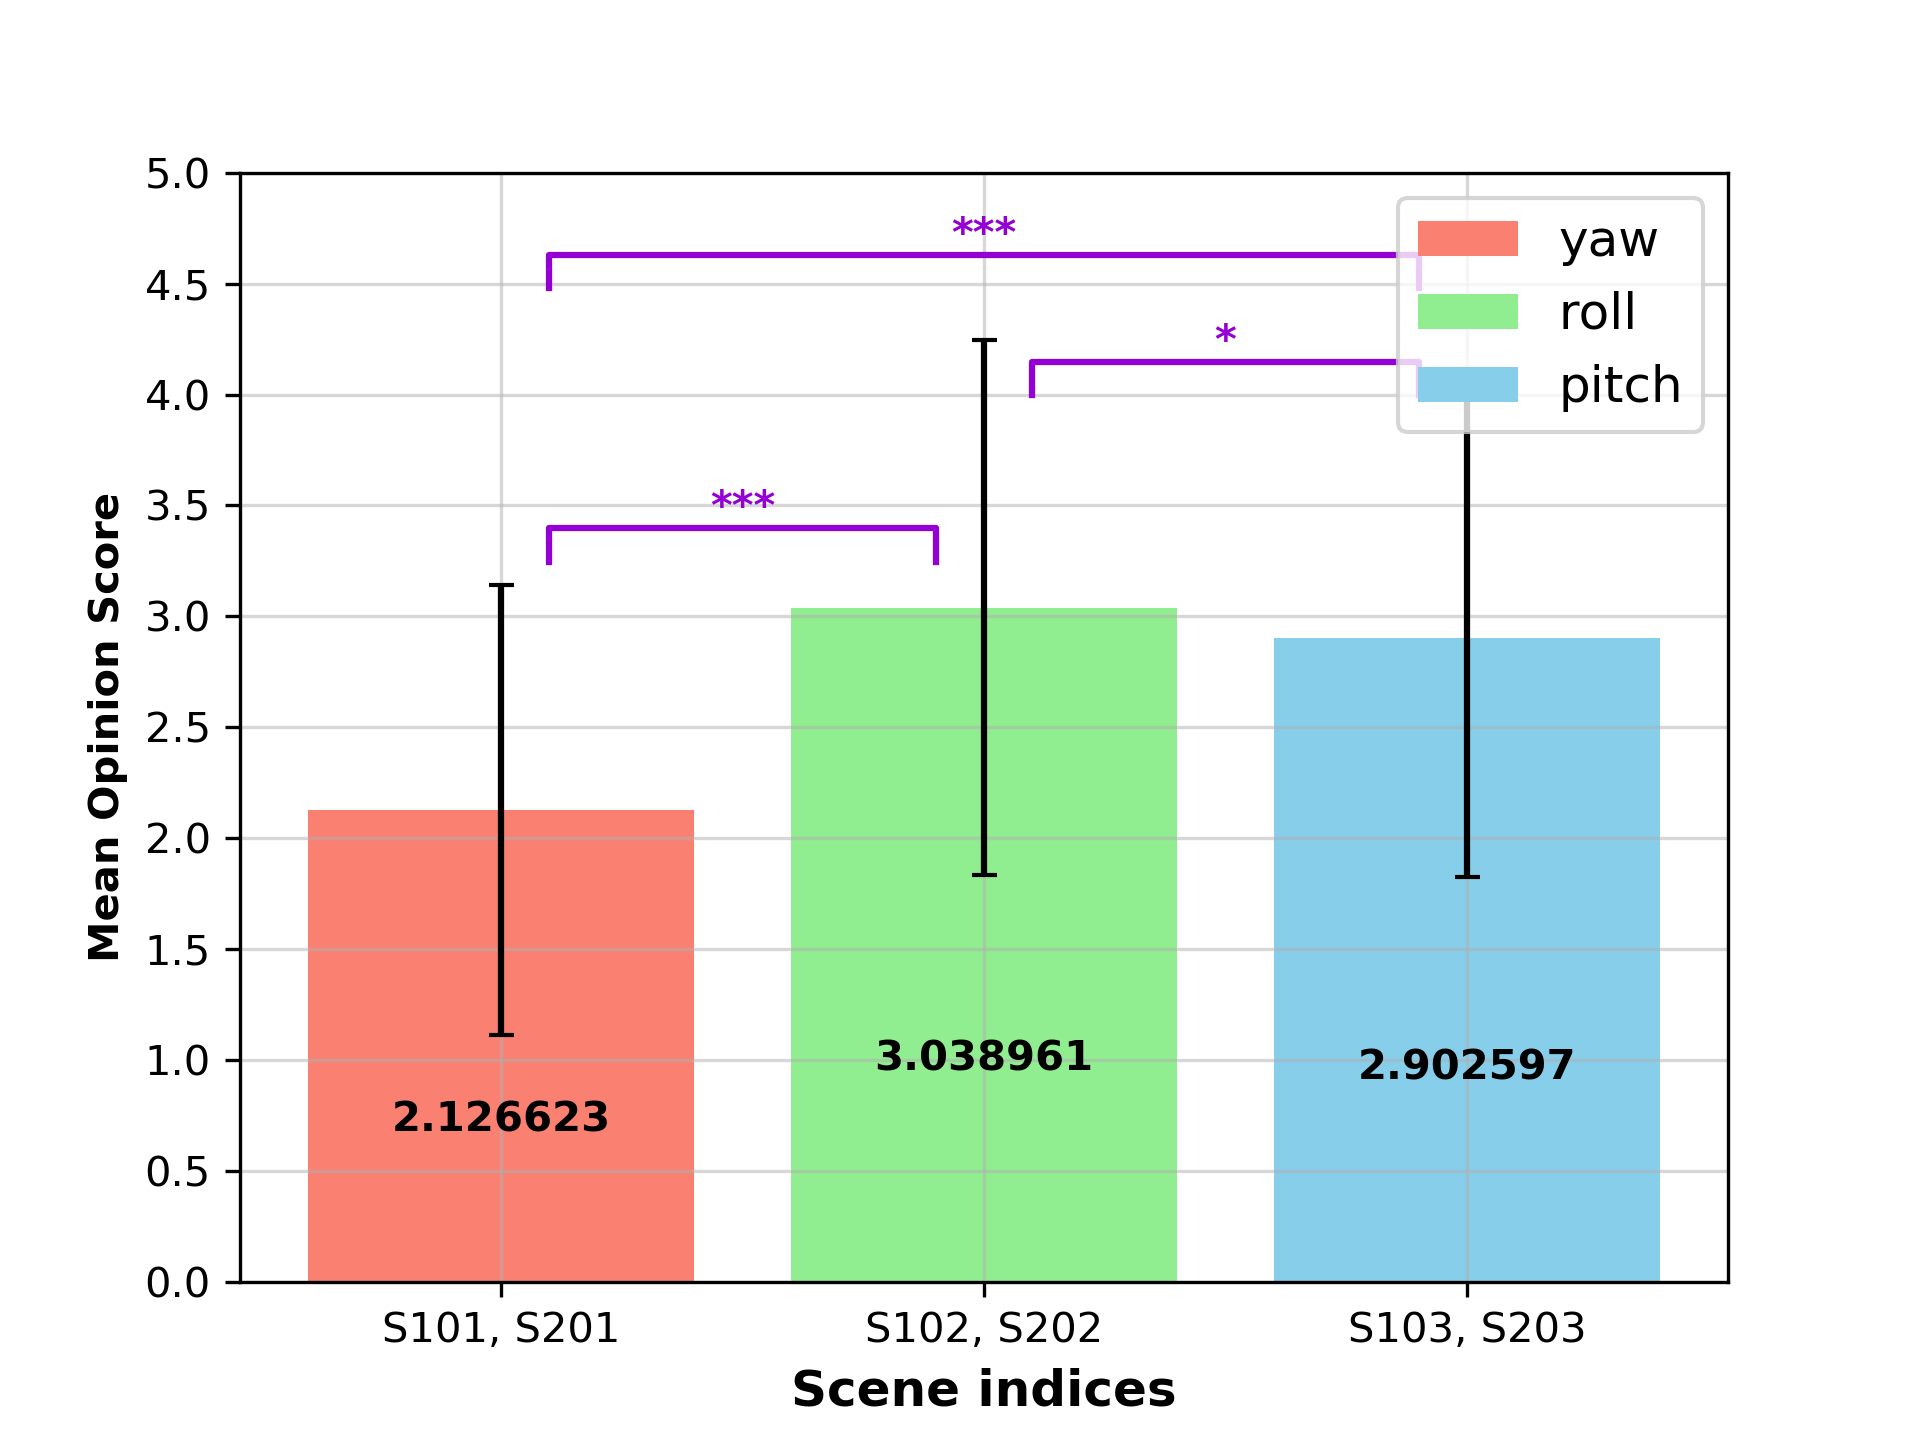 ***
*
***
yaw
roll
pitch
5.0
4.5
4.0
3.5
3.0
2.5
2.0
1.5
1.0
0.5
0.0
Mean Opinion Score
2.126623
3.038961
2.902597
S101, S201
S102, S202
S103, S203
Scene indices